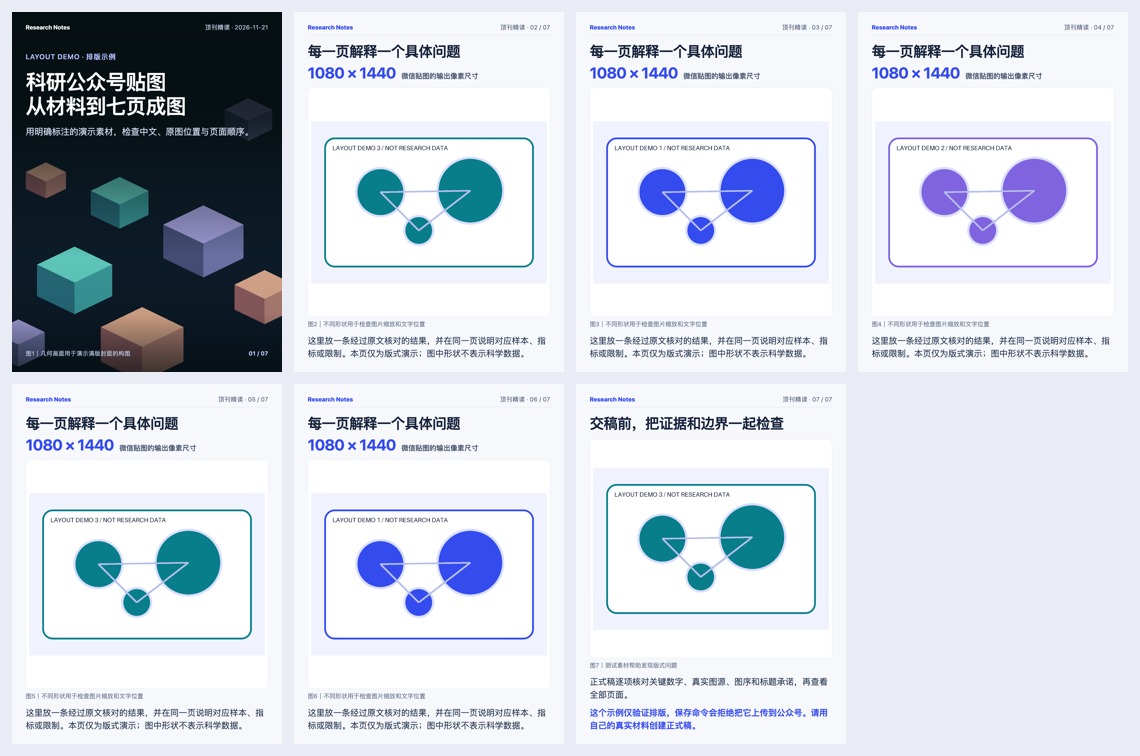 Research Notes
顶刊精读 · 2026-11-21
LAYOUT DEMO · 排版示例
科研公众号贴图
从材料到七页成图
用明确标注的演示素材，检查中文、原图位置与页面顺序。
图1｜几何画面用于演示满版封面的构图
01 / 07
Research Notes
顶刊精读 · 02 / 07
每一页解释一个具体问题
1080 × 1440 微信贴图的输出像素尺寸
LAYOUT DEMO 3 / NOT RESEARCH DATA
图2｜不同形状用于检查图片缩放和文字位置
这里放一条经过原文核对的结果，并在同一页说明对应样本、指
标或限制。本页仅为版式演示；图中形状不表示科学数据。
Research Notes
顶刊精读 · 03 / 07
每一页解释一个具体问题
1080 × 1440 微信贴图的输出像素尺寸
LAYOUT DEMO 1 / NOT RESEARCH DATA
图3｜不同形状用于检查图片缩放和文字位置
这里放一条经过原文核对的结果，并在同一页说明对应样本、指
标或限制。本页仅为版式演示；图中形状不表示科学数据。
Research Notes
顶刊精读 · 04 / 07
每一页解释一个具体问题
1080 × 1440 微信贴图的输出像素尺寸
LAYOUT DEMO 2 / NOT RESEARCH DATA
图4｜不同形状用于检查图片缩放和文字位置
这里放一条经过原文核对的结果，并在同一页说明对应样本、指
标或限制。本页仅为版式演示；图中形状不表示科学数据。
Research Notes
顶刊精读 · 05 / 07
每一页解释一个具体问题
1080 × 1440 微信贴图的输出像素尺寸
LAYOUT DEMO 3 / NOT RESEARCH DATA
图5｜不同形状用于检查图片缩放和文字位置
这里放一条经过原文核对的结果，并在同一页说明对应样本、指
标或限制。本页仅为版式演示；图中形状不表示科学数据。
Research Notes
顶刊精读 · 06 / 07
每一页解释一个具体问题
1080 × 1440 微信贴图的输出像素尺寸
LAYOUT DEMO 1 / NOT RESEARCH DATA
图6｜不同形状用于检查图片缩放和文字位置
这里放一条经过原文核对的结果，并在同一页说明对应样本、指
标或限制。本页仅为版式演示；图中形状不表示科学数据。
Research Notes
顶刊精读 · 07 / 07
交稿前，把证据和边界一起检查
LAYOUT DEMO 3 / NOT RESEARCH DATA
图7｜测试素材帮助发现版式问题
正式稿逐项核对关键数字、真实图源、图序和标题承诺，再查看
全部页面。
这个示例仅验证排版，保存命令会拒绝把它上传到公众号。请用
自己的真实材料创建正式稿。